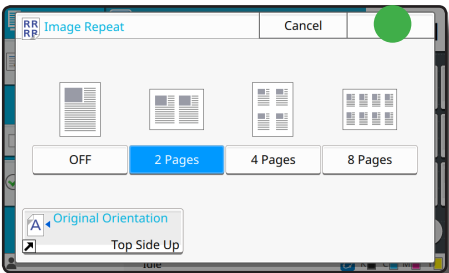 Image Repeat
Cancel
OFF
2 Pages
4 Pages
8 Pages
A
Original Orientation
Top Side Up
Idle